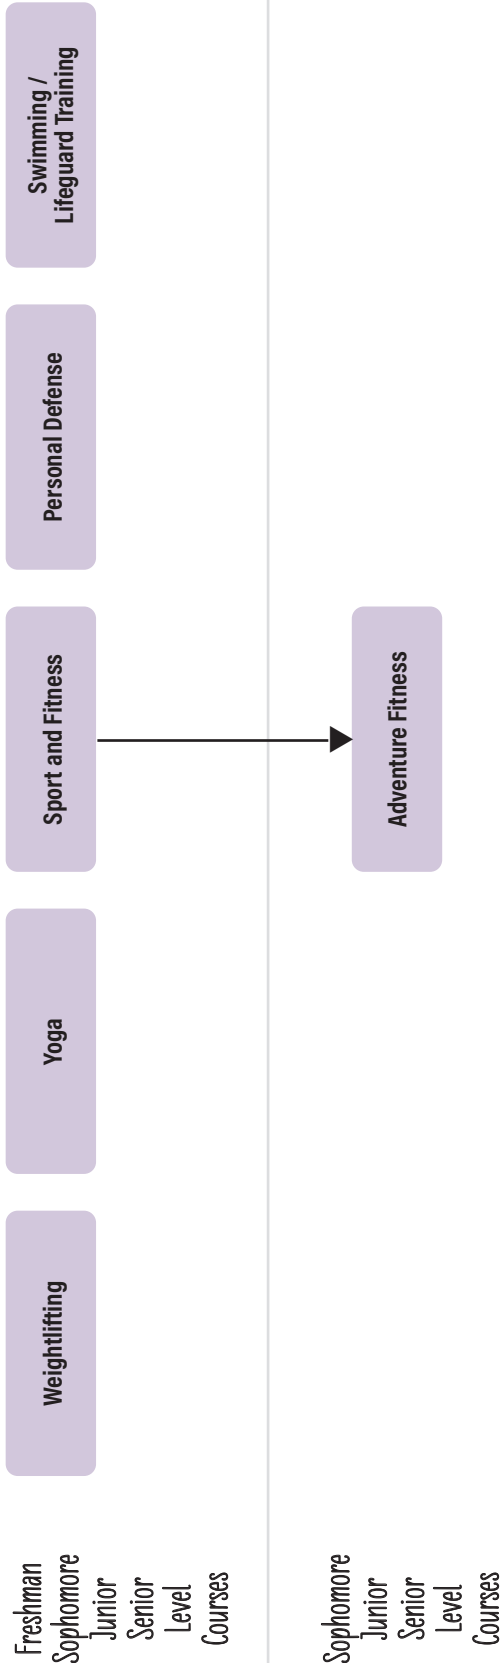 Freshman
Sophomore
Junior
Senior
Level
Courses
Weightlifting
Yoga
Sport and Fitness
Personal Defense
Swimming /
Lifeguard Training
Sophomore
Junior
Senior
Level
Courses
Adventure Fitness